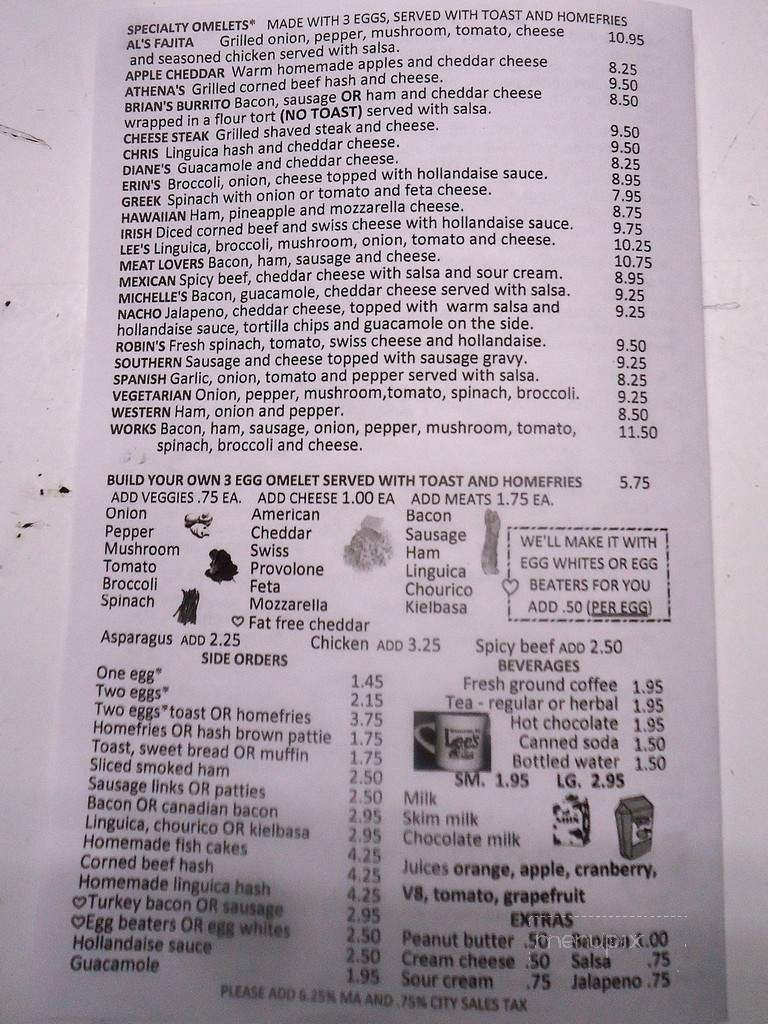 SPECIALTY OMELETS* MADE WITH 3 EGGS, SERVED WITH TOAST AND HOMEFRIES
AL'S FAJITA Grilled onion, pepper, mushroom, tomato, cheese 10.95
and seasoned chicken served with salsa.
APPLE CHEDDAR Warm homemade apples and cheddar cheese 8.25
ATHENA'S Grilled corned beef hash and cheese. 9.50
BRIAN'S BURRITO Bacon, sausage OR ham and cheddar cheese 8.50
wrapped in a flour tort (NO TOAST) served with salsa.
CHEESE STEAK Grilled shaved steak and cheese. 9.50
CHRIS Linguica hash and cheddar cheese. 9.50
DIANE'S Guacamole and cheddar cheese. 8.25
ERIN'S Broccoli, onion, cheese topped with hollandaise sauce. 8.95
GREEK Spinach with onion or tomato and feta cheese. 7.95
HAWAIIAN Ham, pineapple and mozzarella cheese. 8.75
IRISH Diced corned beef and swiss cheese with hollandaise sauce. 9.75
LEE'S Linguica, broccoli, mushroom, onion, tomato and cheese. 10.25
MEAT LOVERS Bacon, ham, sausage and cheese. 10.75
MEXICAN Spicy beef, cheddar cheese with salsa and sour cream. 8.95
MICHELLE'S Bacon, guacamole, cheddar cheese served with salsa. 9.25
NACHO Jalapeno, cheddar cheese, topped with warm salsa and 9.25
hollandaise sauce, tortilla chips and guacamole on the side.
ROBIN'S Fresh spinach, tomato, swiss cheese and hollandaise. 9.50
SOUTHERN Sausage and cheese topped with sausage gravy. 9.25
SPANISH Garlic, onion, tomato and pepper served with salsa. 8.25
VEGETARIAN Onion, pepper, mushroom,tomato, spinach, broccoli. 9.25
WESTERN Ham, onion and pepper. 8.50
WORKS Bacon, ham, sausage, onion, pepper, mushroom, tomato, 11.50
spinach, broccoli and cheese.
BUILD YOUR OWN 3 EGG OMELET SERVED WITH TOAST AND HOMEFRIES 5.75
ADD VEGGIES .75 EA. ADD CHEESE 1.00 EA ADD MEATS 1.75 EA.
Onion
Pepper
Mushroom
Tomato
Broccoli
Spinach
American
Cheddar
Swiss
Provolone
Feta
Mozzarella
♡ Fat free cheddar
Bacon
Sausage
Ham
Linguica
Chourico
Kielbasa
WE'LL MAKE IT WITH
EGG WHITES OR EGG
♡ BEATERS FOR YOU
ADD .50 (PER EGG)
Asparagus ADD 2.25 Chicken ADD 3.25 Spicy beef ADD 2.50
SIDE ORDERS
One egg* 1.45
Two eggs* 2.15
Two eggs*toast OR homefries 3.75
Homefries OR hash brown pattie 1.75
Toast, sweet bread OR muffin 1.75
Sliced smoked ham 2.50
Sausage links OR patties 2.50
Bacon OR canadian bacon 2.95
Linguica, chourico OR kielbasa 2.95
Homemade fish cakes 4.25
Corned beef hash 4.25
Homemade linguica hash 4.25
♡Turkey bacon OR sausage 2.95
♡Egg beaters OR egg whites 2.50
Hollandaise sauce 2.50
Guacamole 1.95
BEVERAGES
Fresh ground coffee 1.95
Tea - regular or herbal 1.95
Hot chocolate 1.95
Canned soda 1.50
Bottled water 1.50
Lee's
SM. 1.95 LG. 2.95
Milk
Skim milk
Chocolate milk
Juices orange, apple, cranberry,
V8, tomato, grapefruit
EXTRAS
Peanut butter .50 1.00
Cream cheese .50 Salsa .75
Sour cream .75 Jalapeno .75
menupix
PLEASE ADD 6.25% MA AND .75% CITY SALES TAX